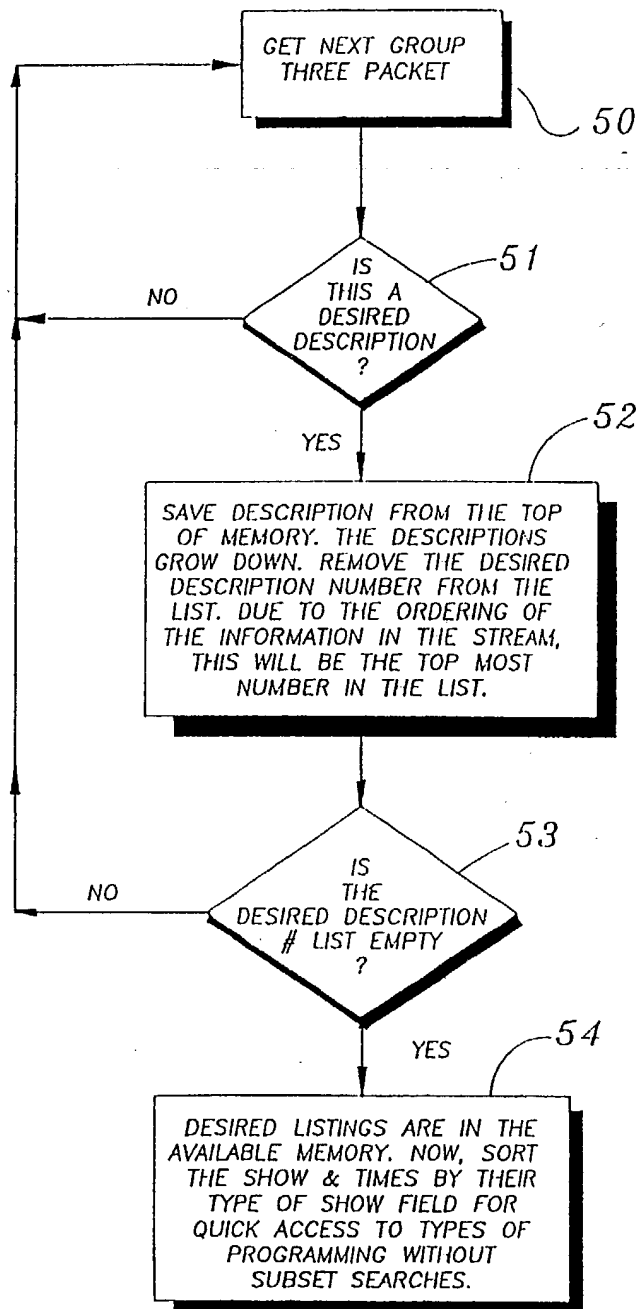 GET NEXT GROUP
THREE PACKET
50
IS
THIS A
DESIRED
DESCRIPTION
?
51
NO
YES
52
SAVE DESCRIPTION FROM THE TOP
OF MEMORY. THE DESCRIPTIONS
GROW DOWN. REMOVE THE DESIRED
DESCRIPTION NUMBER FROM THE
LIST. DUE TO THE ORDERING OF
THE INFORMATION IN THE STREAM,
THIS WILL BE THE TOP MOST
NUMBER IN THE LIST.
53
IS
THE
DESIRED DESCRIPTION
# LIST EMPTY
?
NO
YES
54
DESIRED LISTINGS ARE IN THE
AVAILABLE MEMORY. NOW, SORT
THE SHOW & TIMES BY THEIR
TYPE OF SHOW FIELD FOR
QUICK ACCESS TO TYPES OF
PROGRAMMING WITHOUT
SUBSET SEARCHES.